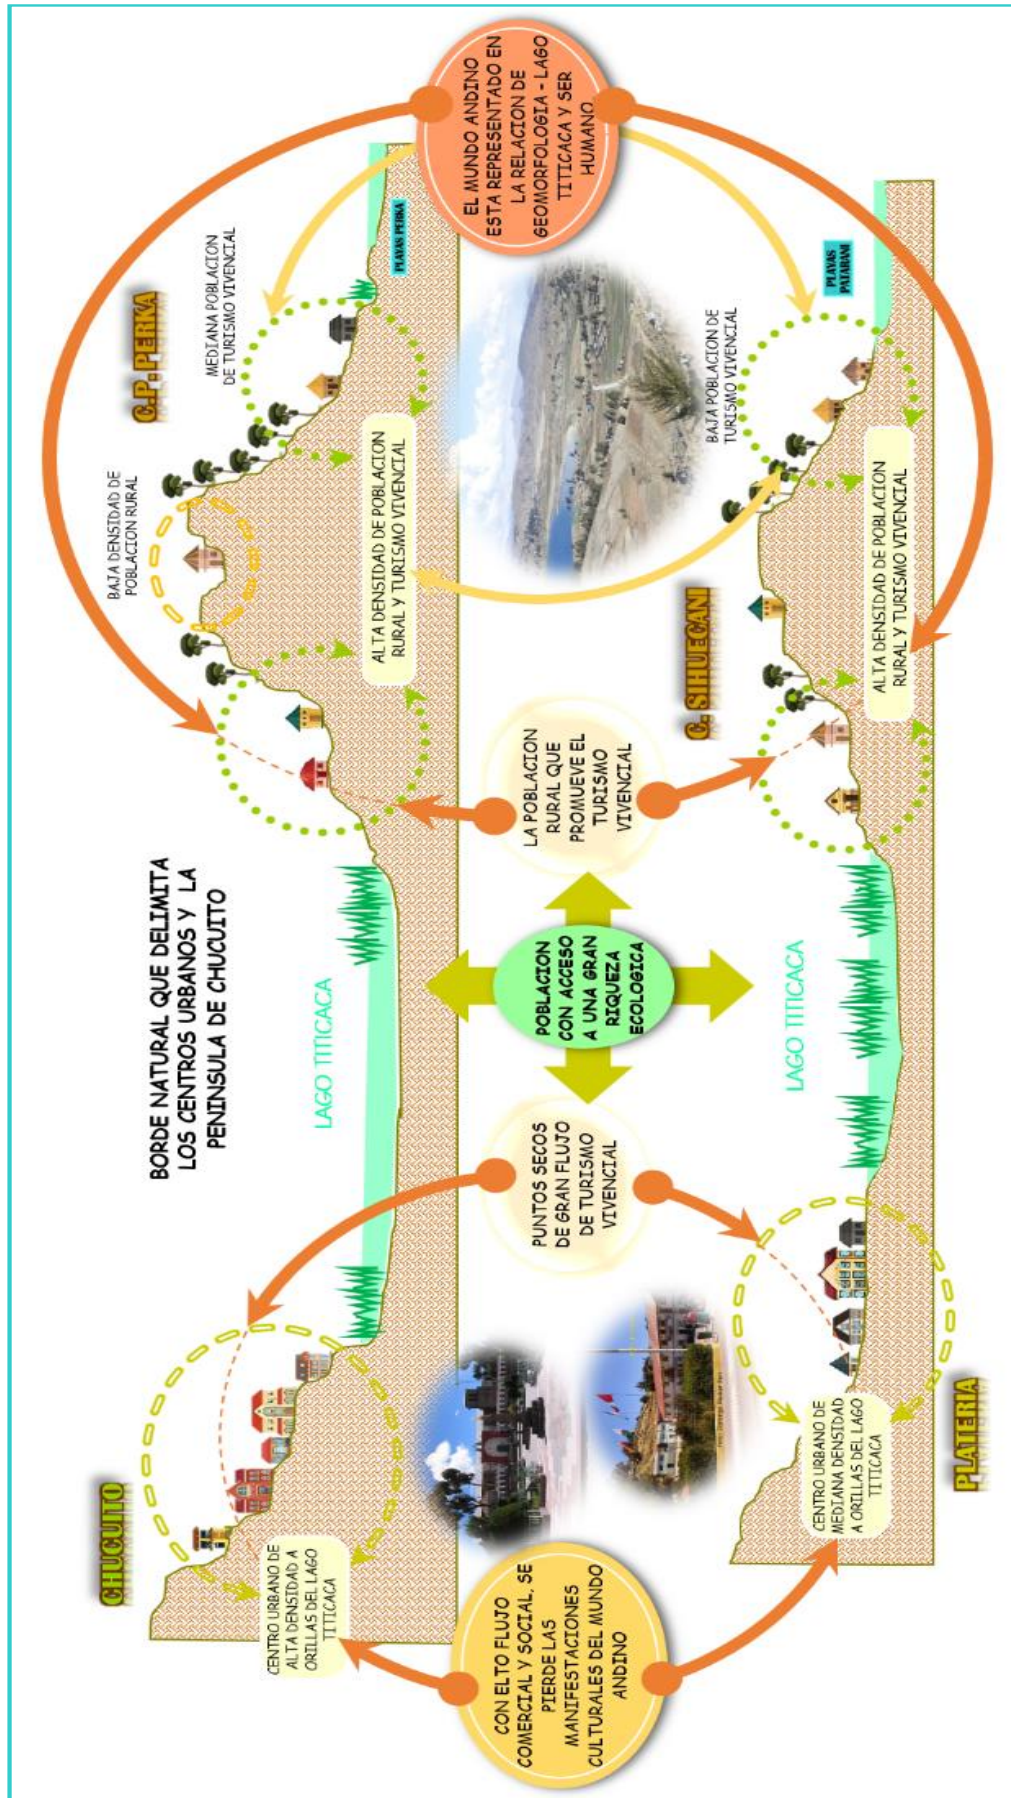 CHUCUITO
CENTRO URBANO DE
ALTA DENSIDAD A
ORILLAS DEL LAGO
TITICACA
BORDE NATURAL QUE DELIMITA
LOS CENTROS URBANOS Y LA
PENINSULA DE CHUCUITO
LAGO TITICACA
C.P. PERKA
BAJA DENSIDAD DE
POBLACION RURAL
MEDIANA POBLACION
DE TURISMO VIVENCIAL
ALTA DENSIDAD DE POBLACION
RURAL Y TURISMO VIVENCIAL
PLAYAS PERKA
CON ELTO FLUJO
COMERCIAL Y SOCIAL, SE
PIERDE LAS
MANIFESTACIONES
CULTURALES DEL MUNDO
ANDINO
PUNTOS SECOS
DE GRAN FLUJO
DE TURISMO
VIVENCIAL
POBLACION
CON ACCESO
A UNA GRAN
RIQUEZA
ECOLOGICA
LA POBLACION
RURAL QUE
PROMUEVE EL
TURISMO
VIVENCIAL
EL MUNDO ANDINO
ESTA REPRESENTADO EN
LA RELACION DE
GEOMORFOLOGIA - LAGO
TITICACA Y SER
HUMANO
C. SIHUECANI
BAJA POBLACION DE
TURISMO VIVENCIAL
PLAYAS
PATABANI
LAGO TITICACA
CENTRO URBANO DE
MEDIANA DENSIDAD
A ORILLAS DEL LAGO
TITICACA
ALTA DENSIDAD DE POBLACION
RURAL Y TURISMO VIVENCIAL
PLATERIA